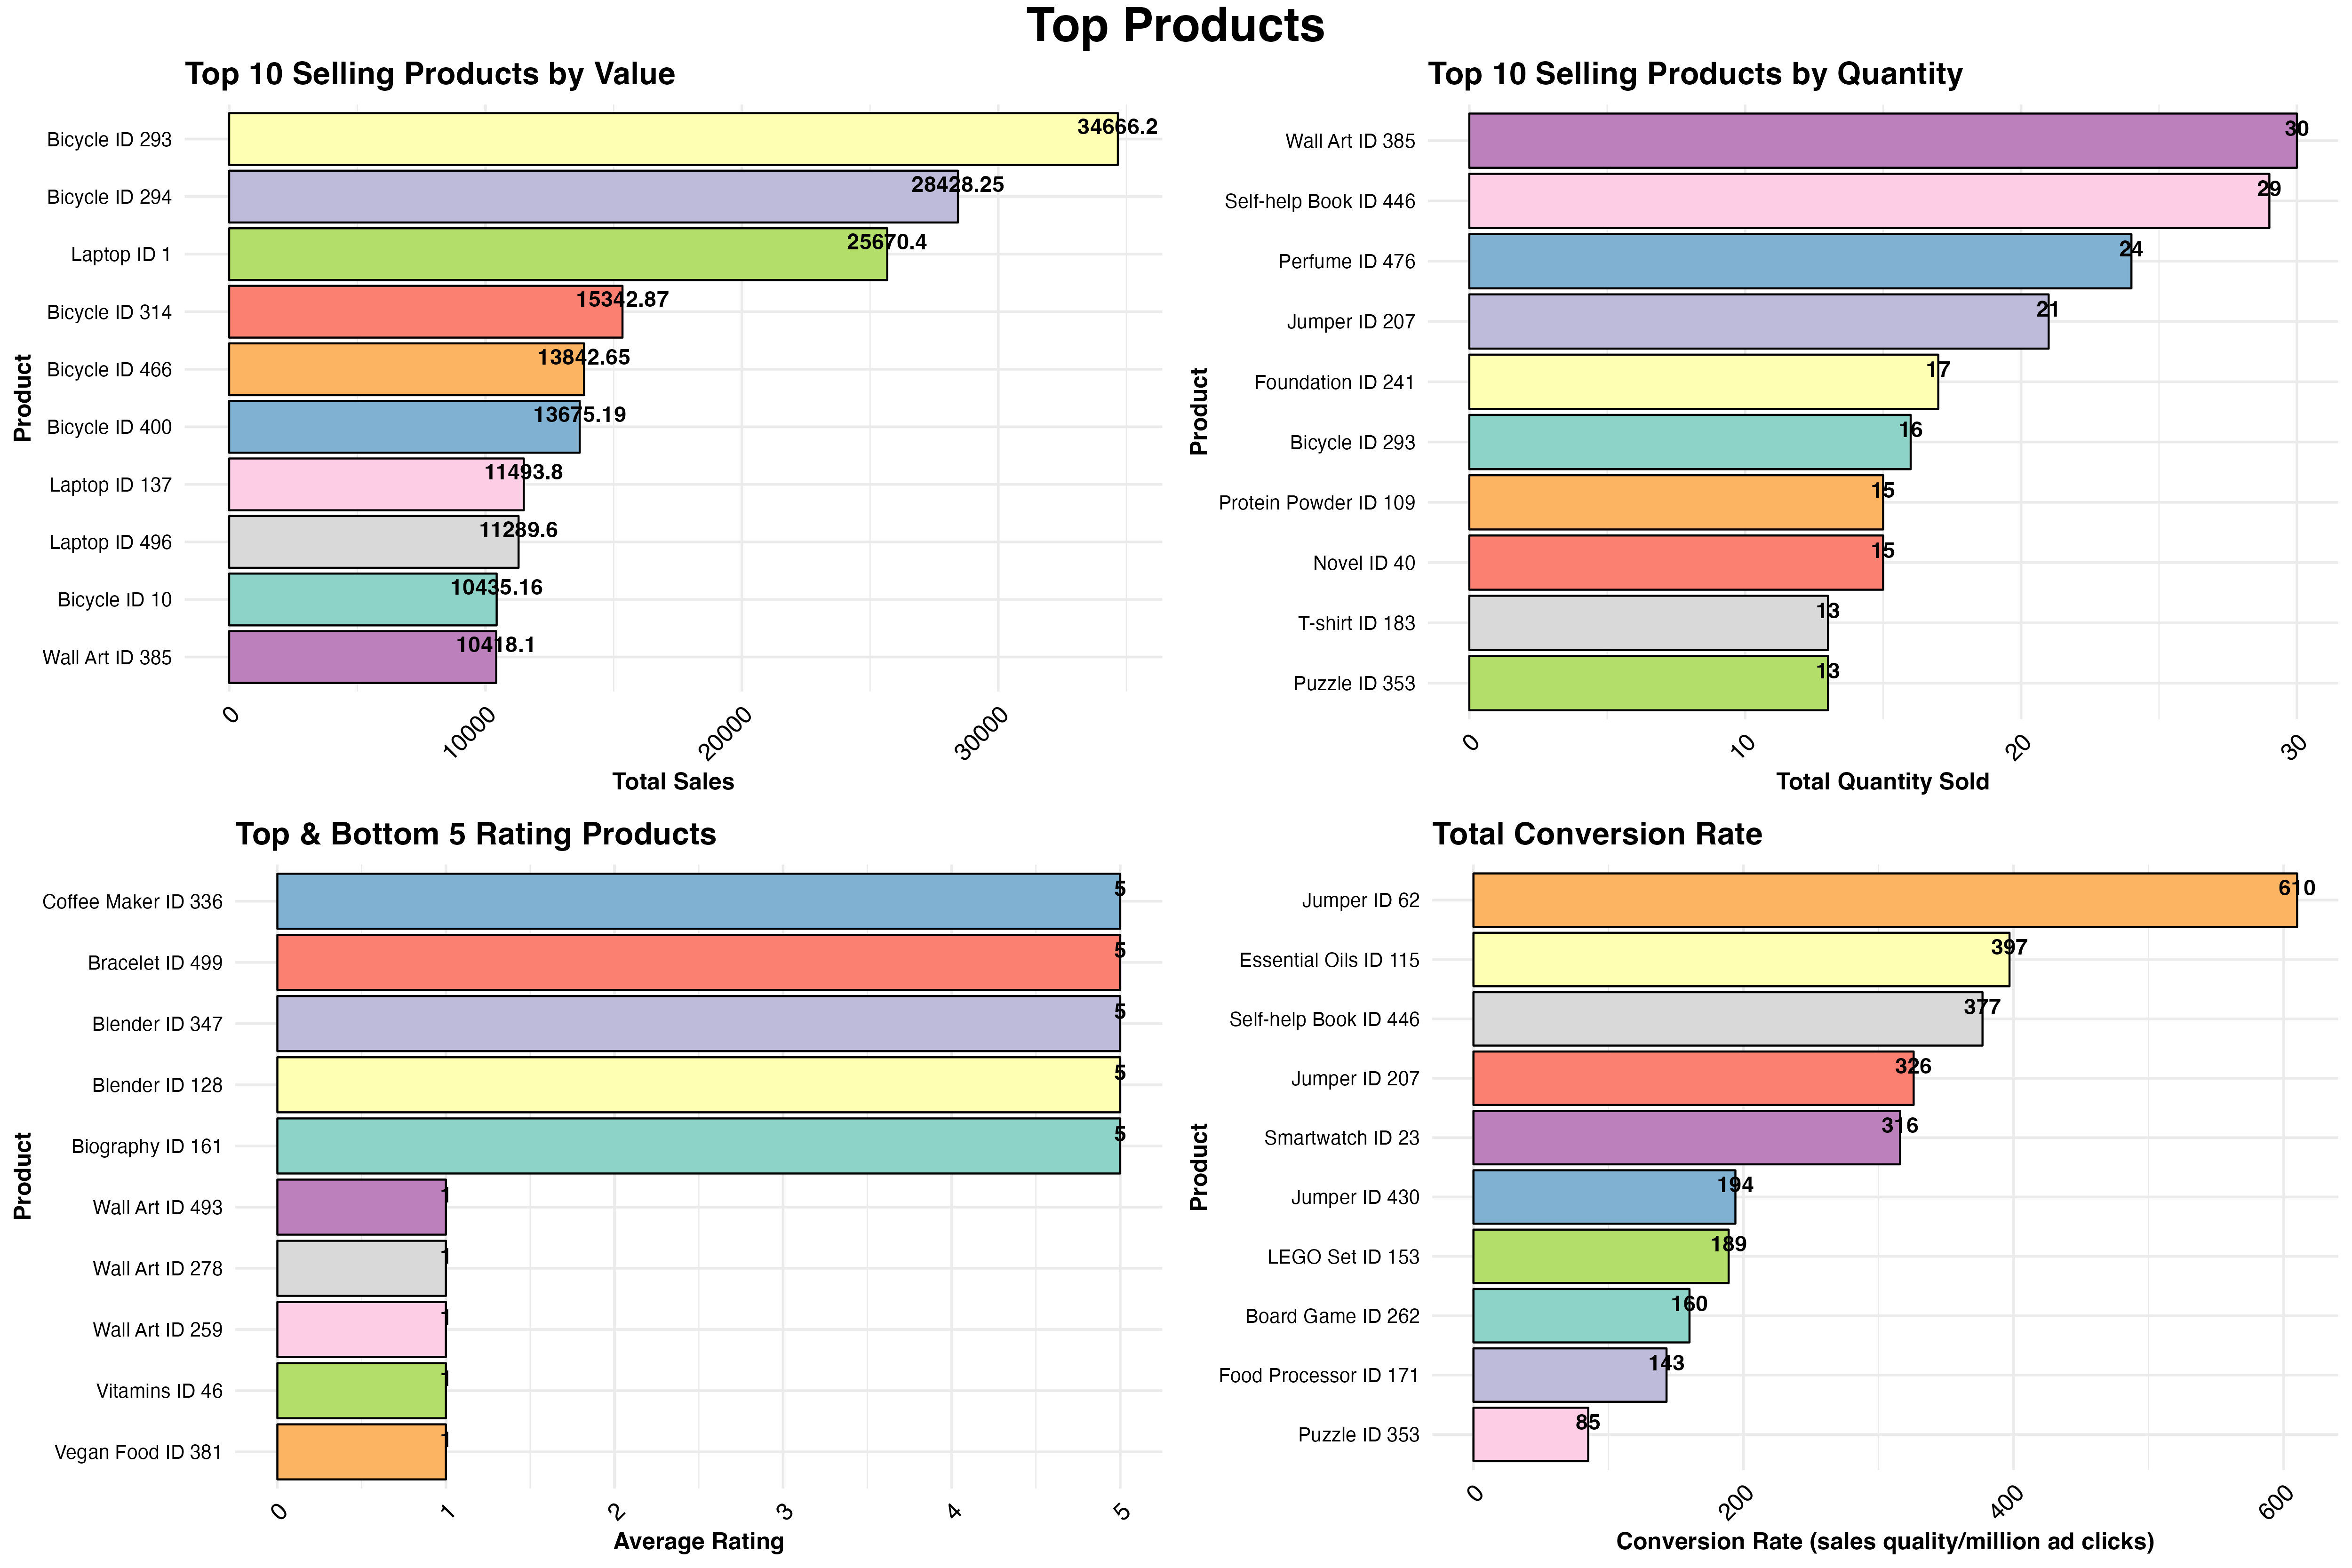 Top Products
Top 10 Selling Products by Value
Product
Bicycle ID 293
34666.2
Bicycle ID 294
28428.25
Laptop ID 1
25670.4
Bicycle ID 314
15342.87
Bicycle ID 466
13842.65
Bicycle ID 400
13675.19
Laptop ID 137
11493.8
Laptop ID 496
11289.6
Bicycle ID 10
10435.16
Wall Art ID 385
10418.1
0
10000
20000
30000
Total Sales
Top 10 Selling Products by Quantity
Product
Wall Art ID 385
30
Self-help Book ID 446
29
Perfume ID 476
24
Jumper ID 207
21
Foundation ID 241
17
Bicycle ID 293
16
Protein Powder ID 109
15
Novel ID 40
15
T-shirt ID 183
13
Puzzle ID 353
13
0
10
20
30
Total Quantity Sold
Top & Bottom 5 Rating Products
Product
Coffee Maker ID 336
5
Bracelet ID 499
5
Blender ID 347
5
Blender ID 128
5
Biography ID 161
5
Wall Art ID 493
1
Wall Art ID 278
1
Wall Art ID 259
1
Vitamins ID 46
1
Vegan Food ID 381
1
0
1
2
3
4
5
Average Rating
Total Conversion Rate
Product
Jumper ID 62
610
Essential Oils ID 115
397
Self-help Book ID 446
377
Jumper ID 207
326
Smartwatch ID 23
316
Jumper ID 430
194
LEGO Set ID 153
189
Board Game ID 262
160
Food Processor ID 171
143
Puzzle ID 353
85
0
200
400
600
Conversion Rate (sales quality/million ad clicks)